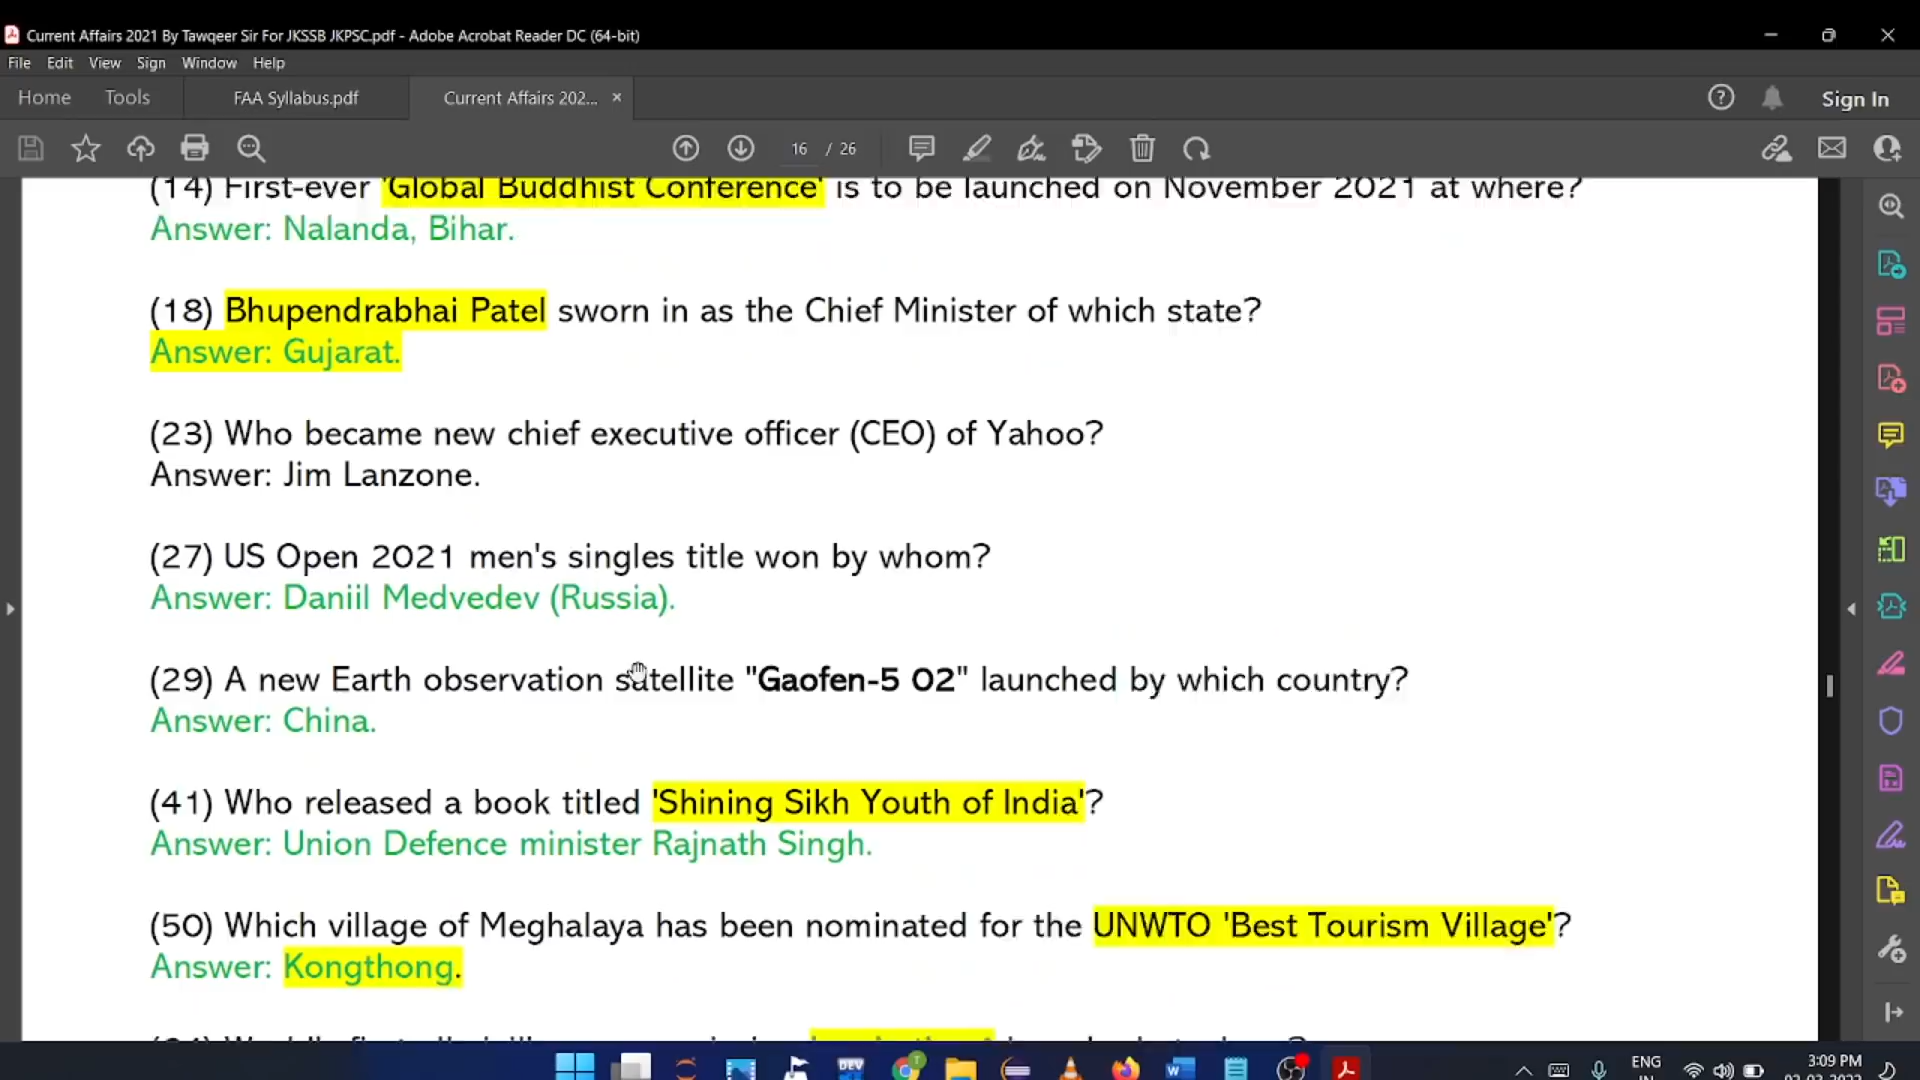 Current Affairs 2021 By Tawqeer Sir For JKSSB JKPSC.pdf - Adobe Acrobat Reader DC (64-bit)
File Edit View Sign Window Help
Home Tools FAA Syllabus.pdf Current Affairs 202... × Sign In
16 / 26
(14) First-ever 'Global Buddhist Conference' is to be launched on November 2021 at where?
Answer: Nalanda, Bihar.
(18) Bhupendrabhai Patel sworn in as the Chief Minister of which state?
Answer: Gujarat.
(23) Who became new chief executive officer (CEO) of Yahoo?
Answer: Jim Lanzone.
(27) US Open 2021 men's singles title won by whom?
Answer: Daniil Medvedev (Russia).
(29) A new Earth observation satellite "Gaofen-5 02" launched by which country?
Answer: China.
(41) Who released a book titled 'Shining Sikh Youth of India'?
Answer: Union Defence minister Rajnath Singh.
(50) Which village of Meghalaya has been nominated for the UNWTO 'Best Tourism Village'?
Answer: Kongthong.
DEV
ENG
3:09 PM